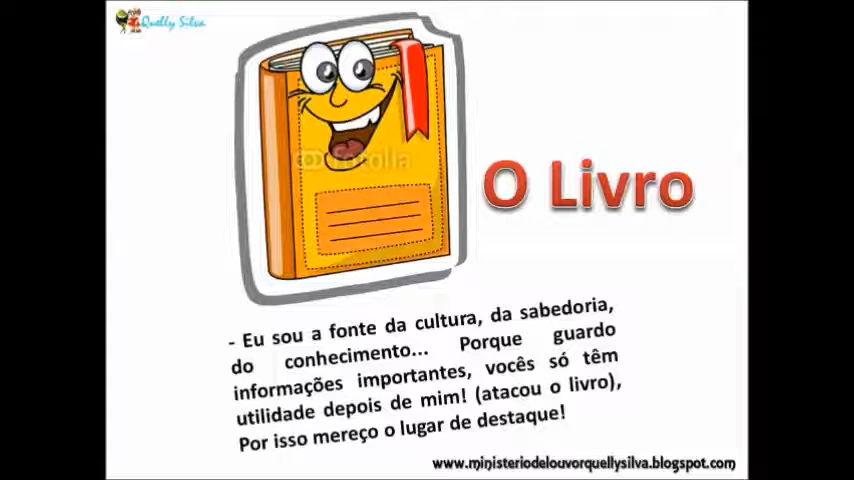 Quelly Silva
fotolia
O Livro
- Eu sou a fonte da cultura, da sabedoria,
do conhecimento... Porque guardo
informações importantes, vocês só têm
utilidade depois de mim! (atacou o livro),
Por isso mereço o lugar de destaque!
www.ministeriodelouvorquellysilva.blogspot.com